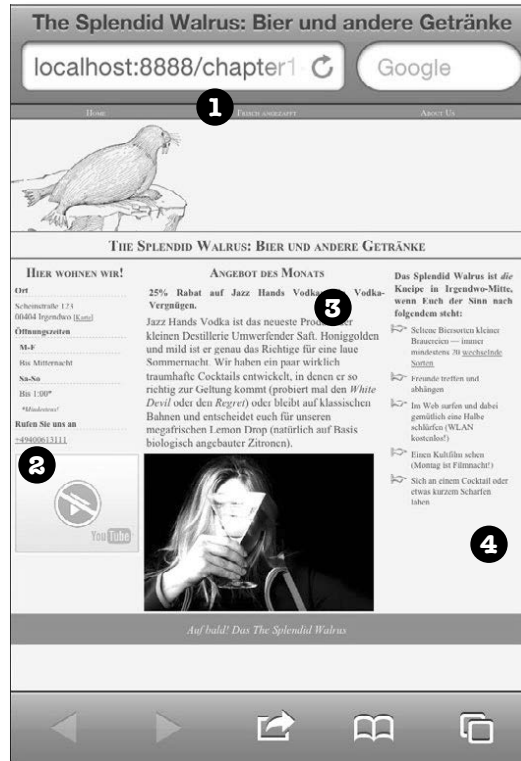 The Splendid Walrus: Bier und andere Getränke
localhost:8888/chapter1
Google
1
Home
Frisch angezapft
About Us
The Splendid Walrus: Bier und andere Getränke
Hier wohnen wir!
Ort
Scheinstraße 123
00404 Irgendwo [Karte]
Öffnungszeiten
M-F
Bis Mitternacht
Sa-So
Bis 1:00*
*Mindestens!
Rufen Sie uns an
+49400613111
2
YouTube
Angebot des Monats
25% Rabat auf Jazz Hands Vodka Vodka-
Vergnügen.
3
Jazz Hands Vodka ist das neueste der
kleinen Destillerie Umwerfender Saft. Honiggolden
und mild ist er genau das Richtige für eine laue
Sommernacht. Wir haben ein paar wirklich
traumhafte Cocktails entwickelt, in denen er so
richtig zur Geltung kommt (probiert mal den White
Devil oder den Regret) oder bleibt auf klassischen
Bahnen und entscheidet euch für unseren
megafrischen Lemon Drop (natürlich auf Basis
biologisch angebauter Zitronen).
Das Splendid Walrus ist die
Kneipe in Irgendwo-Mitte,
wenn Euch der Sinn nach
folgendem steht:
Seltene Biersorten kleiner
Brauereien — immer
mindestens 20 wechselnde
Sorten
Freunde treffen und
abhängen
Im Web surfen und dabei
gemütlich eine Halbe
schlürfen (WLAN
kostenlos!)
Einen Kultfilm sehen
(Montag ist Filmnacht!)
Sich an einem Cocktail oder
etwas kurzem Scharfen
laben
4
Auf bald! Das The Splendid Walrus